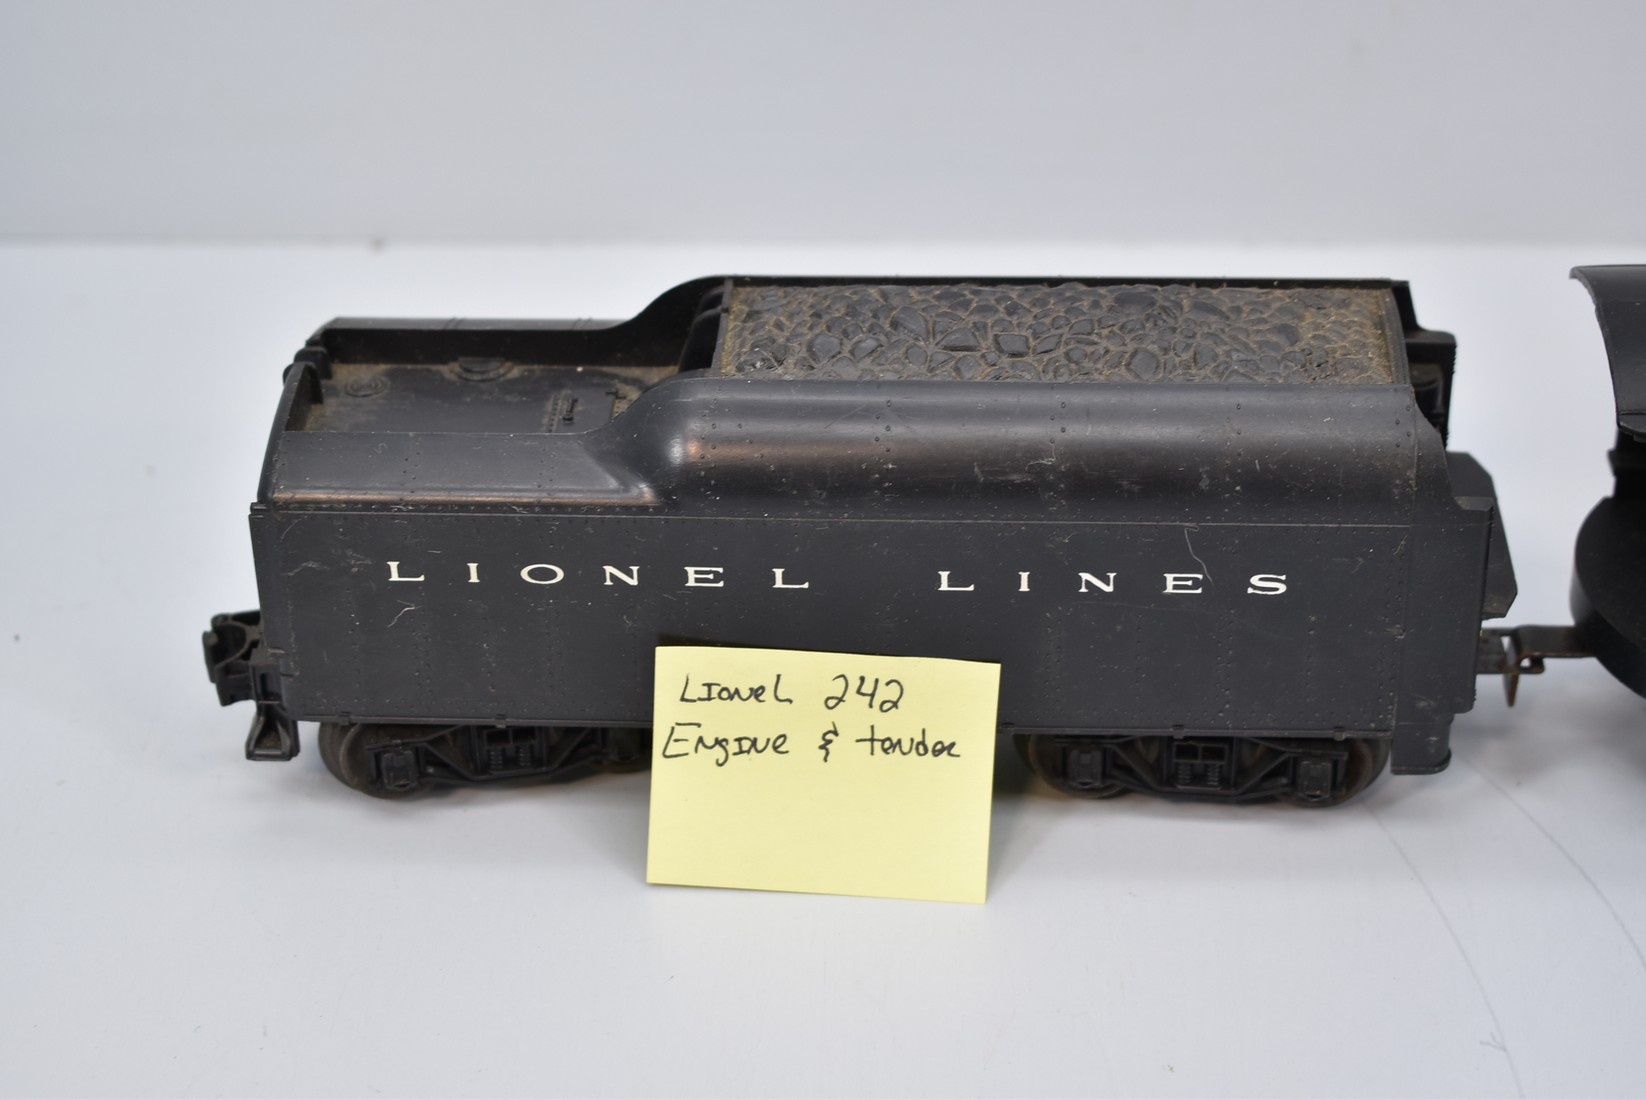 LIONEL LINES
Lionel 242
Engine & tender